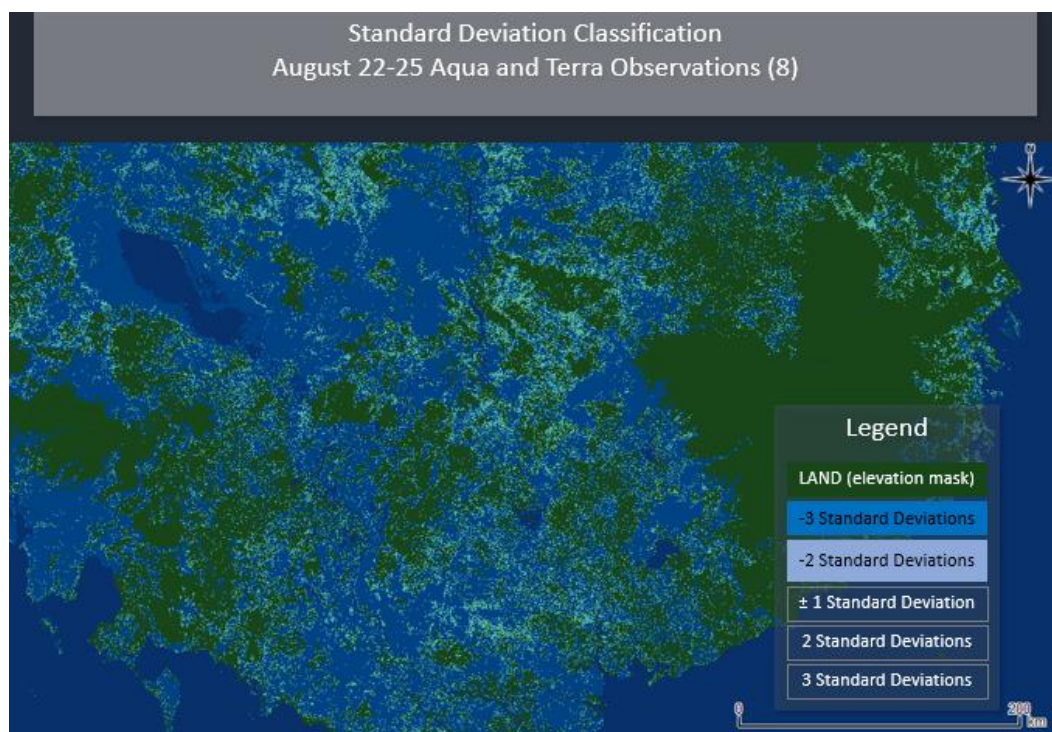 Standard Deviation Classification
August 22-25 Aqua and Terra Observations (8)
Legend
LAND (elevation mask)
-3 Standard Deviations
-2 Standard Deviations
± 1 Standard Deviation
2 Standard Deviations
3 Standard Deviations
0
200
km